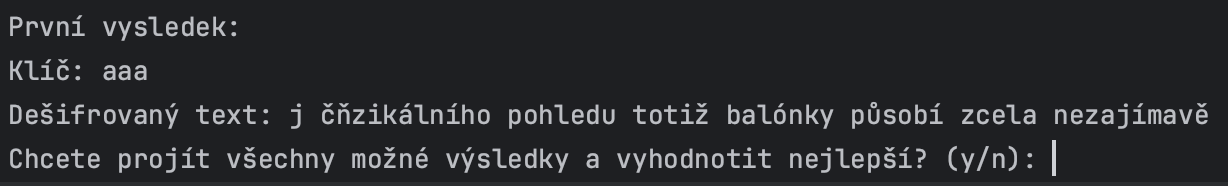 První vysledek:
Klíč: aaa
Dešifrovaný text: j čňzikálního pohledu totiž balónky působí zcela nezajímavě
Chcete projít všechny možné výsledky a vyhodnotit nejlepší? (y/n):